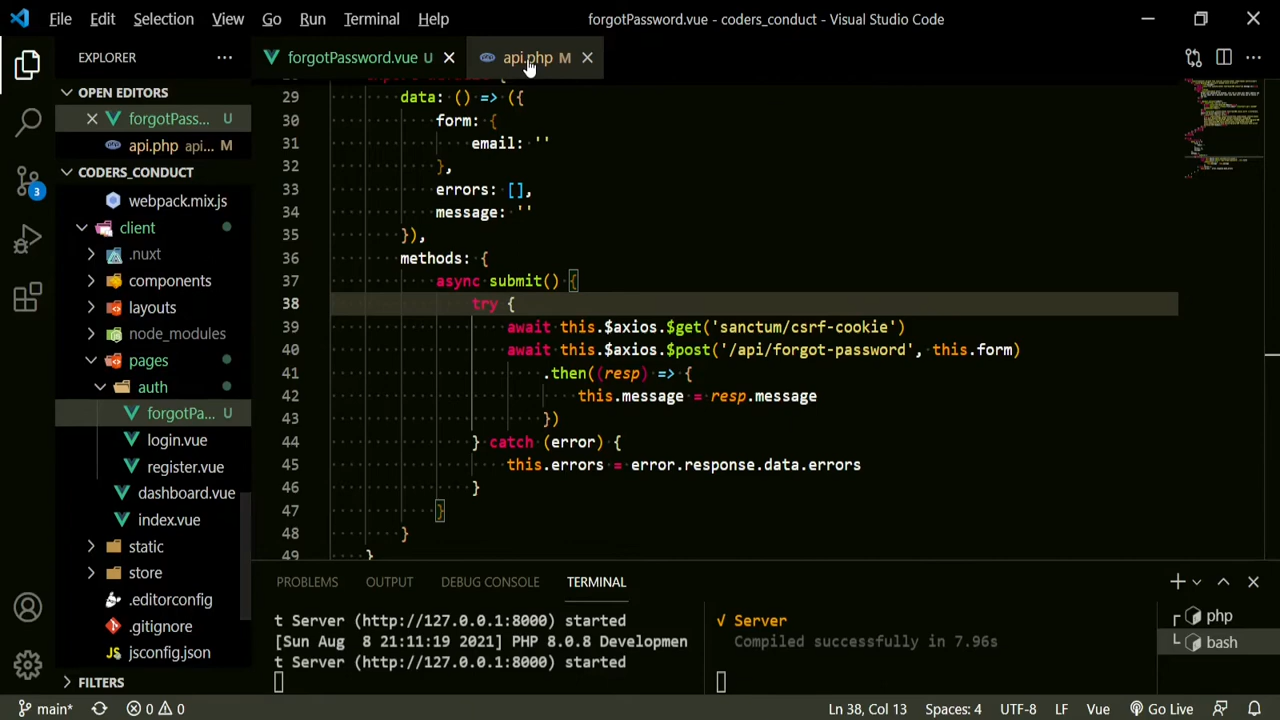 File Edit Selection View Go Run Terminal Help forgotPassword.vue - coders_conduct - Visual Studio Code
EXPLORER
forgotPassword.vue U
api.php M
OPEN EDITORS
forgotPass... U
api.php api... M
CODERS_CONDUCT
webpack.mix.js
client
.nuxt
components
layouts
node_modules
pages
auth
forgotPa... U
login.vue
register.vue
dashboard.vue
index.vue
static
store
.editorconfig
.gitignore
JS jsconfig.json
FILTERS
3
29 data: () => ({
30 form: {
31 email: ''
32 },
33 errors: [],
34 message: ''
35 }),
36 methods: {
37 async submit() {
38 try {
39 await this.$axios.$get('sanctum/csrf-cookie')
40 await this.$axios.$post('/api/forgot-password', this.form)
41 .then((resp) => {
42 this.message = resp.message
43 })
44 } catch (error) {
45 this.errors = error.response.data.errors
46 }
47 }
48 }
49 }
PROBLEMS OUTPUT DEBUG CONSOLE TERMINAL
t Server (http://127.0.0.1:8000) started
[Sun Aug 8 21:11:19 2021] PHP 8.0.8 Developmen
t Server (http://127.0.0.1:8000) started
√ Server
Compiled successfully in 7.96s
php
bash
main* 0 0 Ln 38, Col 13 Spaces: 4 UTF-8 LF Vue Go Live